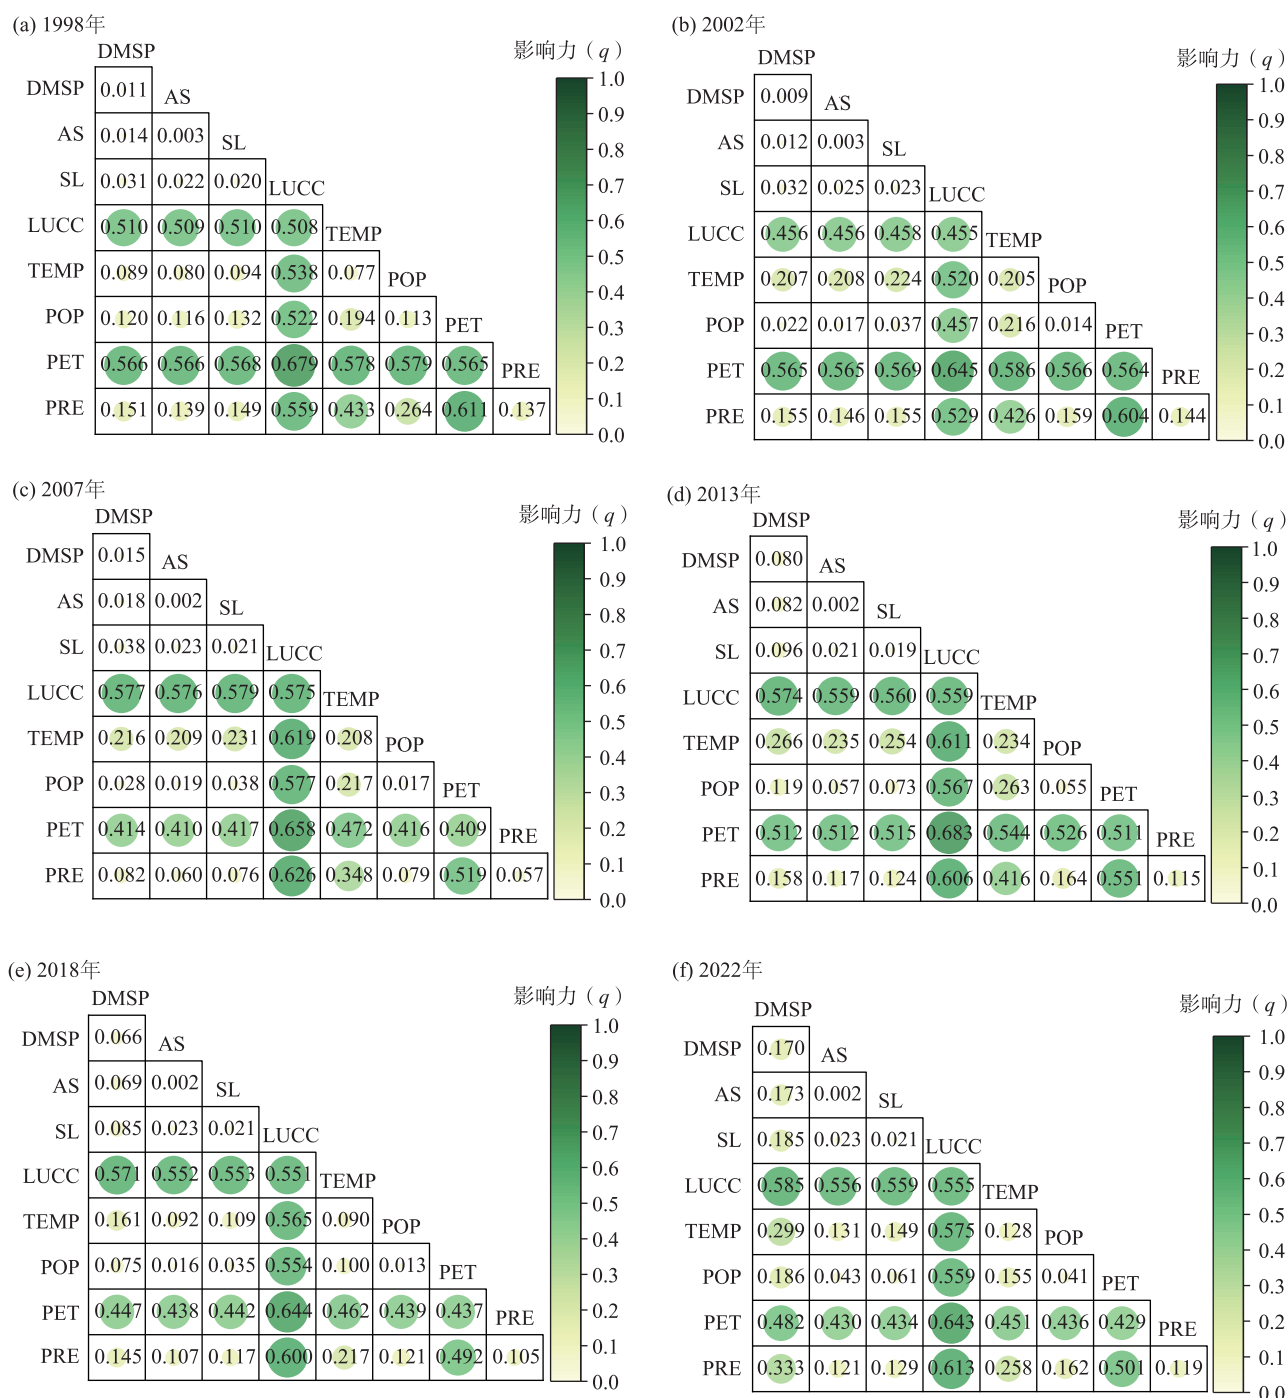 (a) 1998年
影响力（q）
DMSP
DMSP 0.011 AS
AS 0.014 0.003 SL
SL 0.031 0.022 0.020 LUCC
LUCC 0.510 0.509 0.510 0.508 TEMP
TEMP 0.089 0.080 0.094 0.538 0.077 POP
POP 0.120 0.116 0.132 0.522 0.194 0.113 PET
PET 0.566 0.566 0.568 0.679 0.578 0.579 0.565 PRE
PRE 0.151 0.139 0.149 0.559 0.433 0.264 0.611 0.137
1.0
0.9
0.8
0.7
0.6
0.5
0.4
0.3
0.2
0.1
0.0
(b) 2002年
影响力（q）
DMSP
DMSP 0.009 AS
AS 0.012 0.003 SL
SL 0.032 0.025 0.023 LUCC
LUCC 0.456 0.456 0.458 0.455 TEMP
TEMP 0.207 0.208 0.224 0.520 0.205 POP
POP 0.022 0.017 0.037 0.457 0.216 0.014 PET
PET 0.565 0.565 0.569 0.645 0.586 0.566 0.564 PRE
PRE 0.155 0.146 0.155 0.529 0.426 0.159 0.604 0.144
1.0
0.9
0.8
0.7
0.6
0.5
0.4
0.3
0.2
0.1
0.0
(c) 2007年
影响力（q）
DMSP
DMSP 0.015 AS
AS 0.018 0.002 SL
SL 0.038 0.023 0.021 LUCC
LUCC 0.577 0.576 0.579 0.575 TEMP
TEMP 0.216 0.209 0.231 0.619 0.208 POP
POP 0.028 0.019 0.038 0.577 0.217 0.017 PET
PET 0.414 0.410 0.417 0.658 0.472 0.416 0.409 PRE
PRE 0.082 0.060 0.076 0.626 0.348 0.079 0.519 0.057
1.0
0.9
0.8
0.7
0.6
0.5
0.4
0.3
0.2
0.1
0.0
(d) 2013年
影响力（q）
DMSP
DMSP 0.080 AS
AS 0.082 0.002 SL
SL 0.096 0.021 0.019 LUCC
LUCC 0.574 0.559 0.560 0.559 TEMP
TEMP 0.266 0.235 0.254 0.611 0.234 POP
POP 0.119 0.057 0.073 0.567 0.263 0.055 PET
PET 0.512 0.512 0.515 0.683 0.544 0.526 0.511 PRE
PRE 0.158 0.117 0.124 0.606 0.416 0.164 0.551 0.115
1.0
0.9
0.8
0.7
0.6
0.5
0.4
0.3
0.2
0.1
0.0
(e) 2018年
影响力（q）
DMSP
DMSP 0.066 AS
AS 0.069 0.002 SL
SL 0.085 0.023 0.021 LUCC
LUCC 0.571 0.552 0.553 0.551 TEMP
TEMP 0.161 0.092 0.109 0.565 0.090 POP
POP 0.075 0.016 0.035 0.554 0.100 0.013 PET
PET 0.447 0.438 0.442 0.644 0.462 0.439 0.437 PRE
PRE 0.145 0.107 0.117 0.600 0.217 0.121 0.492 0.105
1.0
0.9
0.8
0.7
0.6
0.5
0.4
0.3
0.2
0.1
0.0
(f) 2022年
影响力（q）
DMSP
DMSP 0.170 AS
AS 0.173 0.002 SL
SL 0.185 0.023 0.021 LUCC
LUCC 0.585 0.556 0.559 0.555 TEMP
TEMP 0.299 0.131 0.149 0.575 0.128 POP
POP 0.186 0.043 0.061 0.559 0.155 0.041 PET
PET 0.482 0.430 0.434 0.643 0.451 0.436 0.429 PRE
PRE 0.333 0.121 0.129 0.613 0.258 0.162 0.501 0.119
1.0
0.9
0.8
0.7
0.6
0.5
0.4
0.3
0.2
0.1
0.0